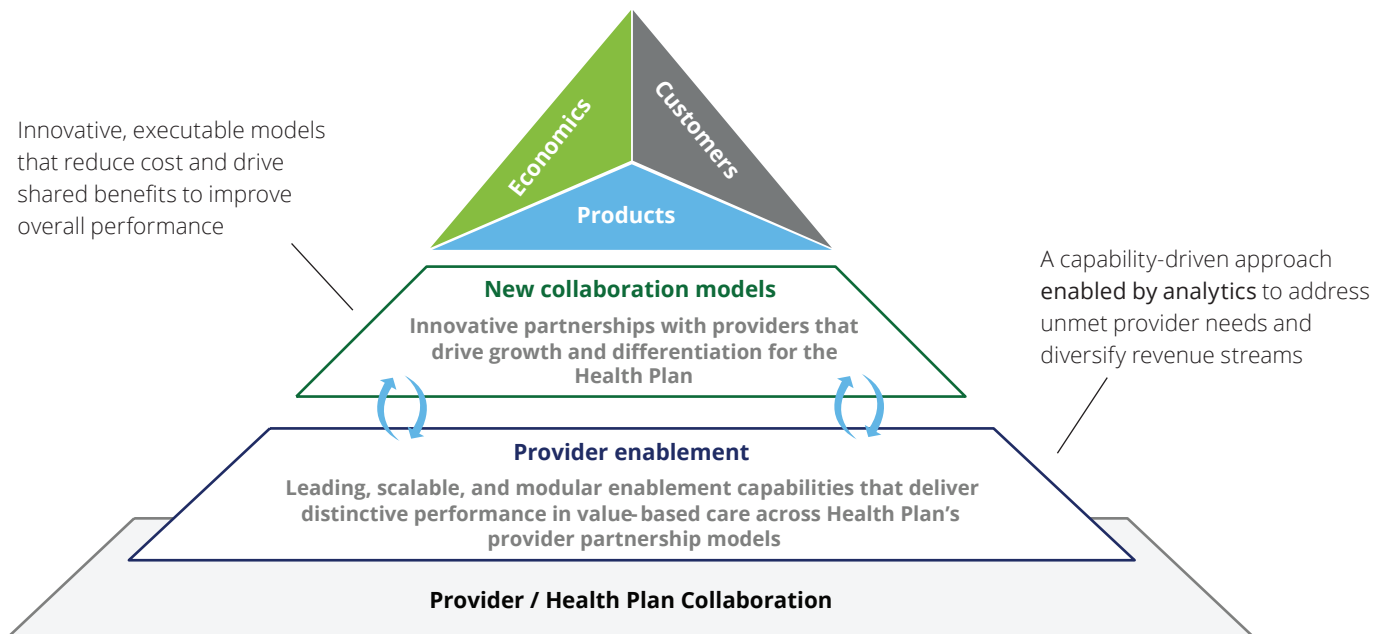 Economics
Customers
Products
Innovative, executable models
that reduce cost and drive
shared benefits to improve
overall performance
New collaboration models
Innovative partnerships with providers that
drive growth and differentiation for the
Health Plan
A capability-driven approach
enabled by analytics to address
unmet provider needs and
diversify revenue streams
Provider enablement
Leading, scalable, and modular enablement capabilities that deliver
distinctive performance in value-based care across Health Plan’s
provider partnership models
Provider / Health Plan Collaboration